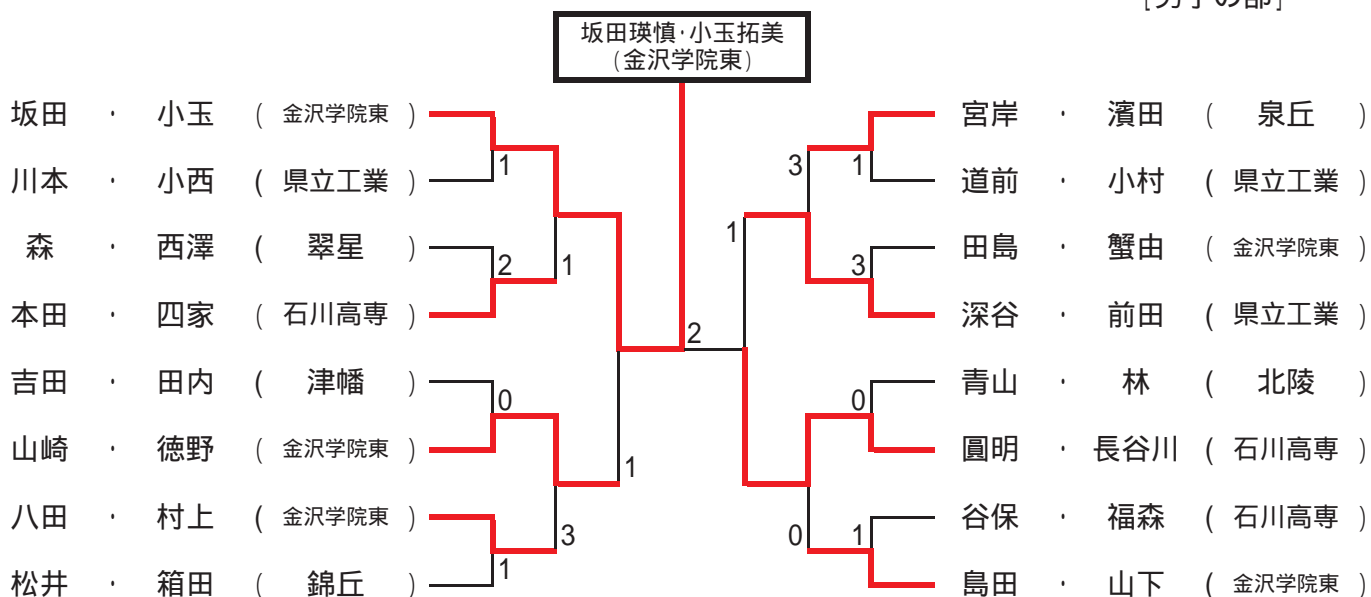 [男子の部]
坂田瑛慎・小玉拓美
(金沢学院東)
坂田 ・ 小玉 ( 金沢学院東 )
川本 ・ 小西 ( 県立工業 )
森 ・ 西澤 ( 翠星 )
本田 ・ 四家 ( 石川高専 )
吉田 ・ 田内 ( 津幡 )
山崎 ・ 徳野 ( 金沢学院東 )
八田 ・ 村上 ( 金沢学院東 )
松井 ・ 箱田 ( 錦丘 )
1
2
0
1
1
3
1
2
1
3
0
1
3
0
1
宮岸 ・ 濱田 ( 泉丘 )
道前 ・ 小村 ( 県立工業 )
田島 ・ 蟹由 ( 金沢学院東 )
深谷 ・ 前田 ( 県立工業 )
青山 ・ 林 ( 北陵 )
圓明 ・ 長谷川 ( 石川高専 )
谷保 ・ 福森 ( 石川高専 )
島田 ・ 山下 ( 金沢学院東 )